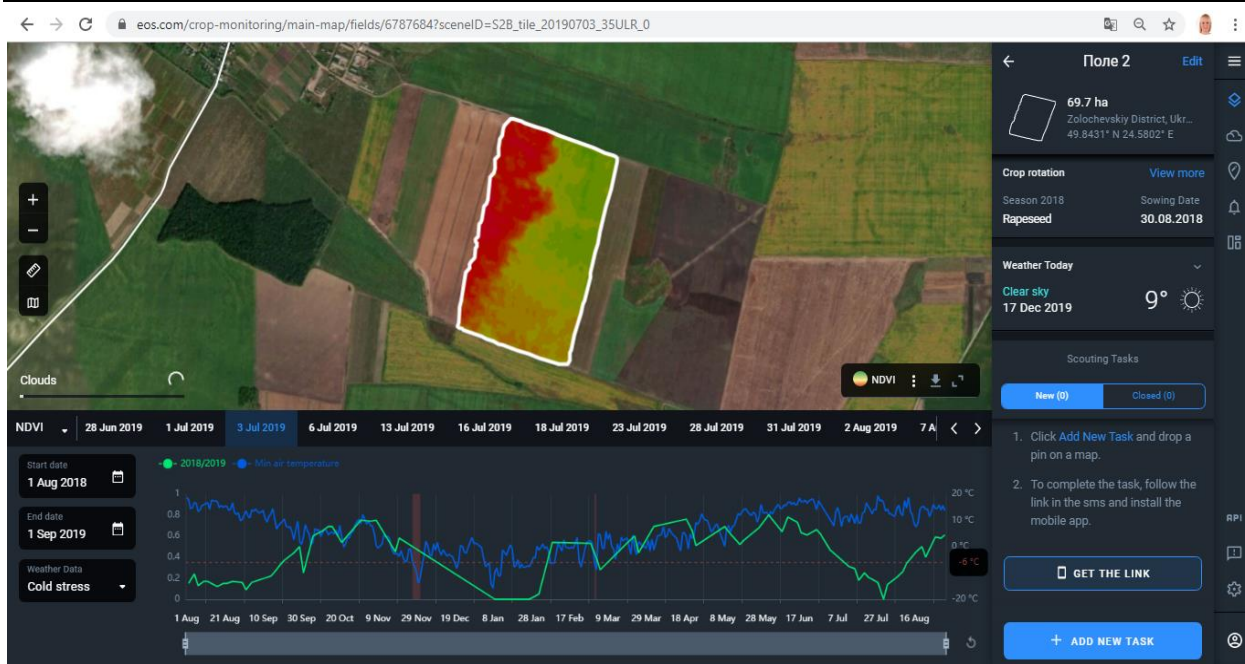 eos.com/crop-monitoring/main-map/fields/6787684?sceneID=S2B_tile_20190703_35ULR_0
Поле 2
Edit
69.7 ha
Zolochevskiy District, Ukr...
49.8431° N 24.5802° E
Crop rotation
View more
Season 2018
Sowing Date
Rapeseed
30.08.2018
Weather Today
Clear sky
17 Dec 2019
9°
Scouting Tasks
New (0)
Closed (0)
1. Click Add New Task and drop a
pin on a map.
2. To complete the task, follow the
link in the sms and install the
mobile app.
GET THE LINK
+ ADD NEW TASK
+
−
Clouds
NDVI
NDVI 28 Jun 2019 1 Jul 2019 3 Jul 2019 6 Jul 2019 13 Jul 2019 16 Jul 2019 18 Jul 2019 23 Jul 2019 28 Jul 2019 31 Jul 2019 2 Aug 2019 7 A
Start date
1 Aug 2018
End date
1 Sep 2019
Weather Data
Cold stress
2018/2019 Min air temperature
1
0.8
0.6
0.4
0.2
0
20 °C
10 °C
0 °C
-6 °C
-20 °C
1 Aug 21 Aug 10 Sep 30 Sep 20 Oct 9 Nov 29 Nov 19 Dec 8 Jan 28 Jan 17 Feb 9 Mar 29 Mar 18 Apr 8 May 28 May 17 Jun 7 Jul 27 Jul 16 Aug